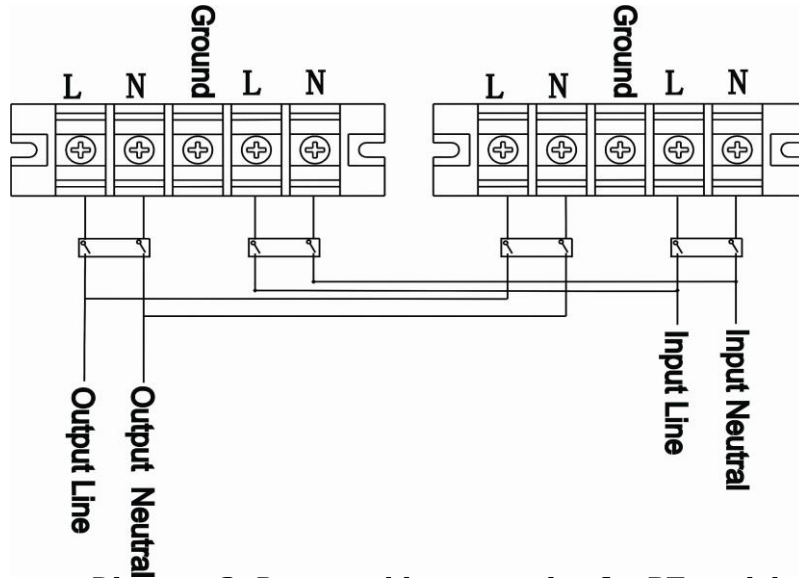 L N Ground L N
L N Ground L N
Output Line
Output Neutral
Input Line
Input Neutral